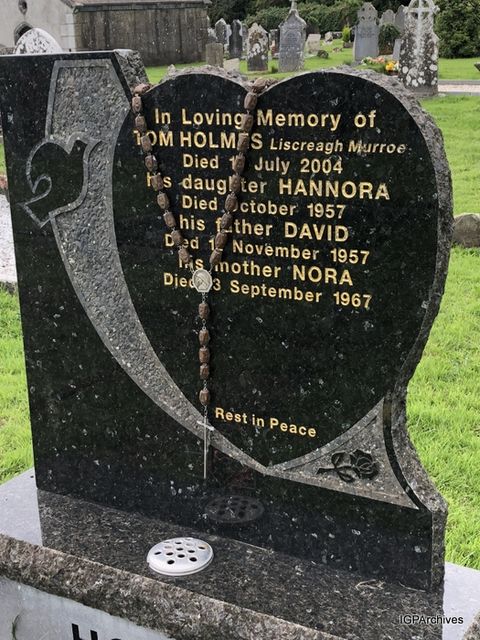 In Loving Memory of
TOM HOLMES Liscreagh Murroe
Died July 2004
his daughter HANNORA
Died October 1957
his father DAVID
Died November 1957
his mother NORA
Died September 1967
Rest in Peace
IGPArchives